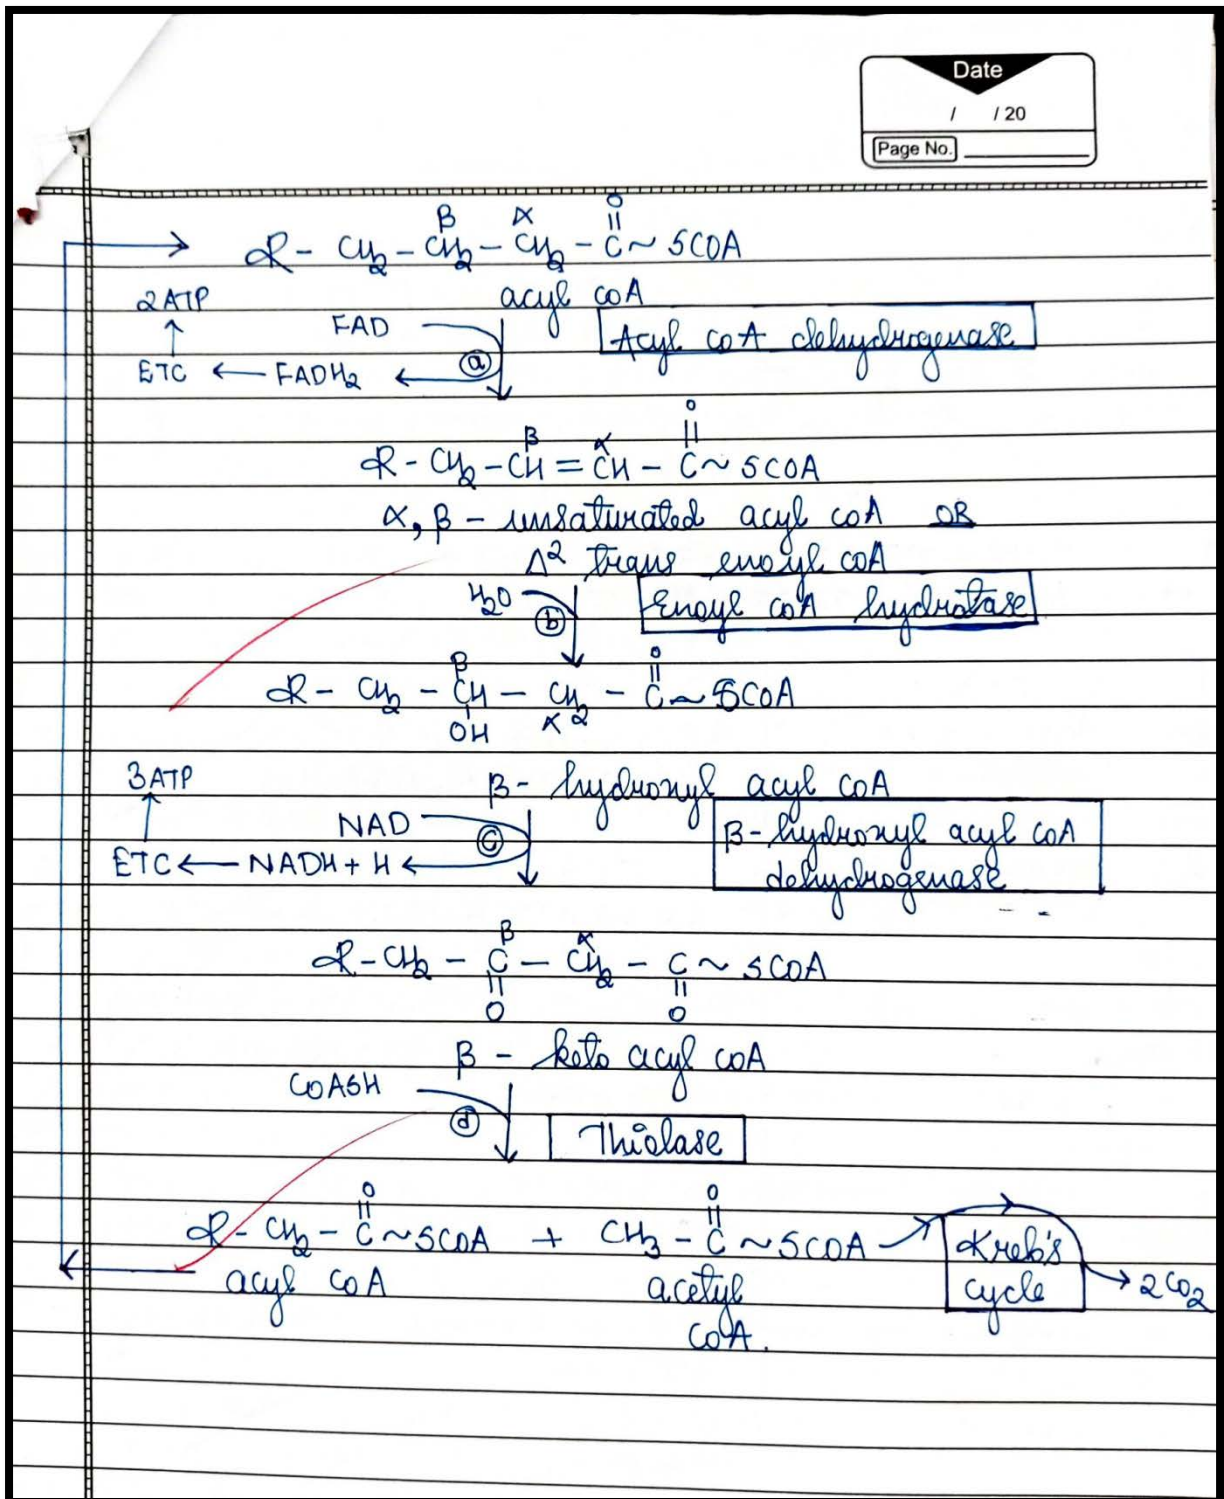 Date
/ / 20
Page No.
β α O
R - CH2 - CH2 - CH2 - C ~ SCOA
2ATP acyl coA
FAD Acyl coA dehydrogenase
ETC ← FADH2 ← ⓐ
β α O
R - CH2 - CH = CH - C ~ SCOA
α, β - unsaturated acyl coA OR
Δ2 trans enoyl coA
H2O ⓑ Enoyl coA hydratase
β O
R - CH2 - CH - CH2 - C ~ SCOA
OH α
3ATP β - hydroxyl acyl coA
NAD ⓒ β - hydroxyl acyl coA
ETC ← NADH + H ← dehydrogenase
β α
R - CH2 - C - CH2 - C ~ SCOA
O O
β - keto acyl coA
COASH
ⓓ Thiolase
O O
R - CH2 - C ~ SCOA + CH3 - C ~ SCOA → Kreb's
acyl coA acetyl cycle → 2CO2
coA.